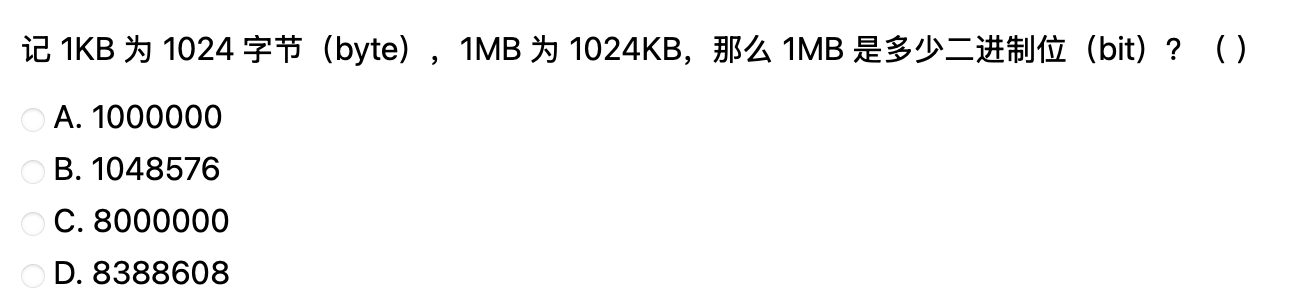 记 1KB 为 1024 字节（byte），1MB 为 1024KB，那么 1MB 是多少二进制位（bit）？（ ）
A. 1000000
B. 1048576
C. 8000000
D. 8388608